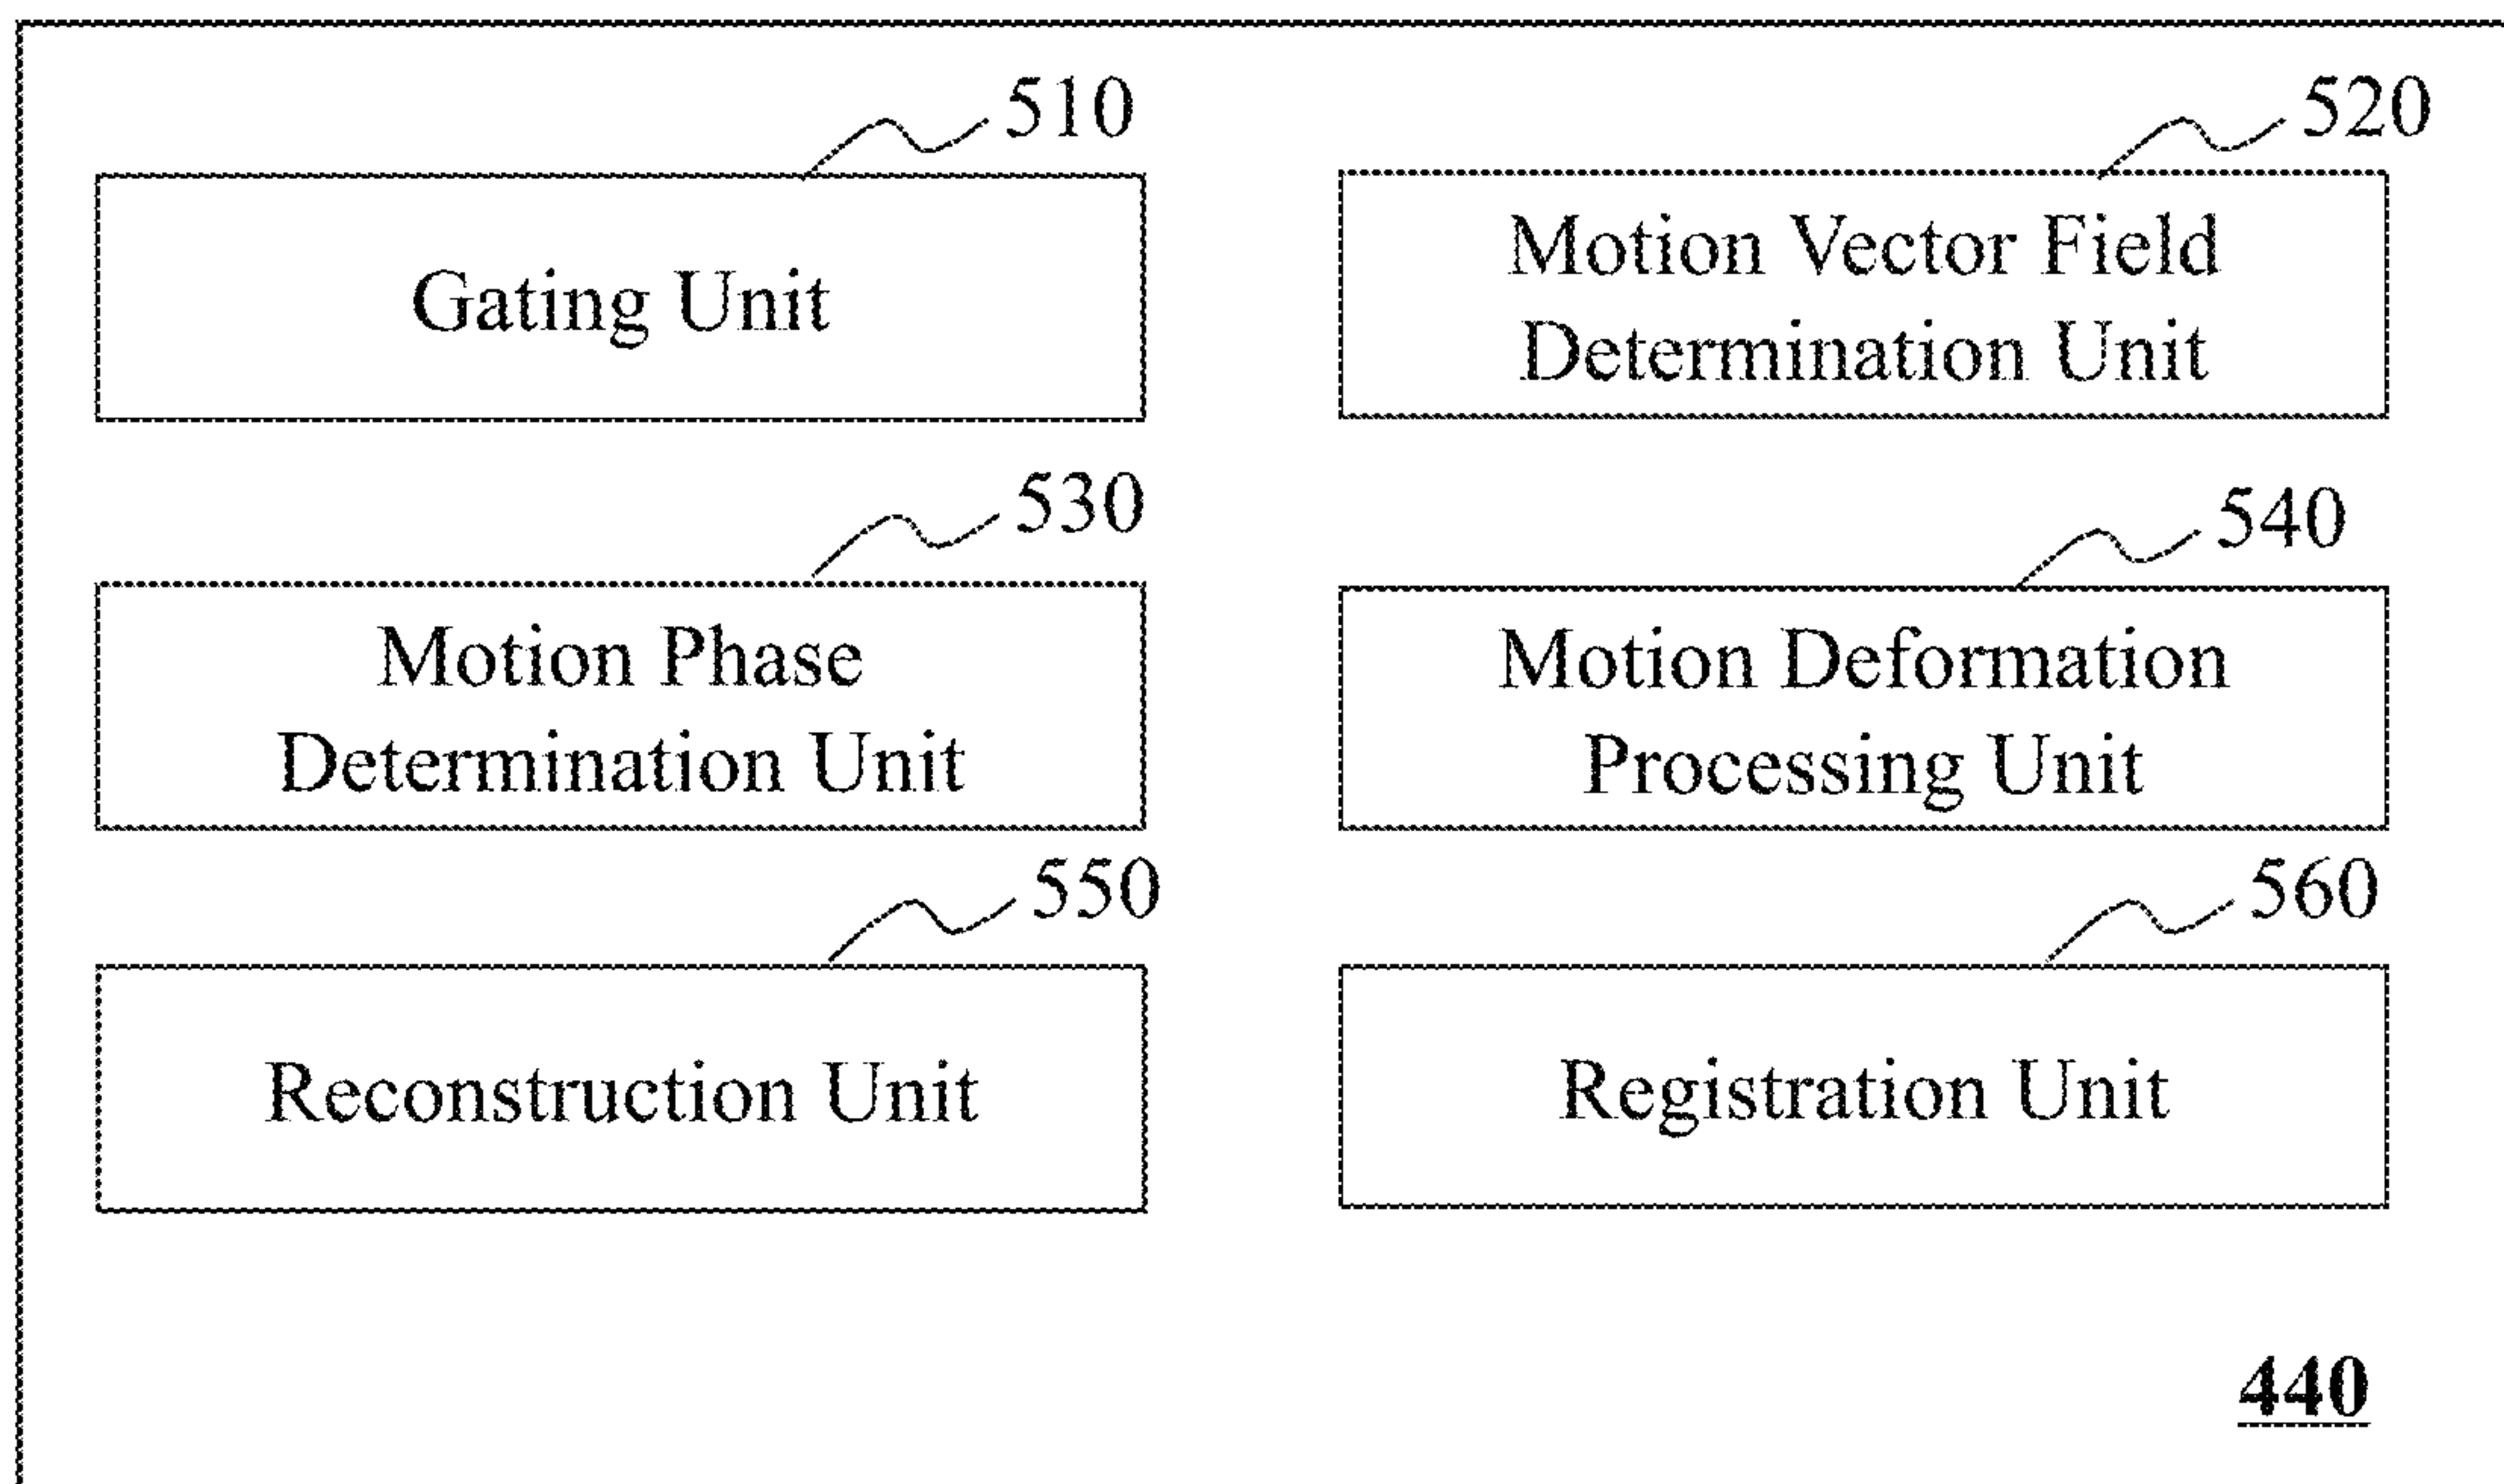 510
520
Gating Unit
Motion Vector Field
Determination Unit
530
540
Motion Phase
Determination Unit
Motion Deformation
Processing Unit
550
560
Reconstruction Unit
Registration Unit
440